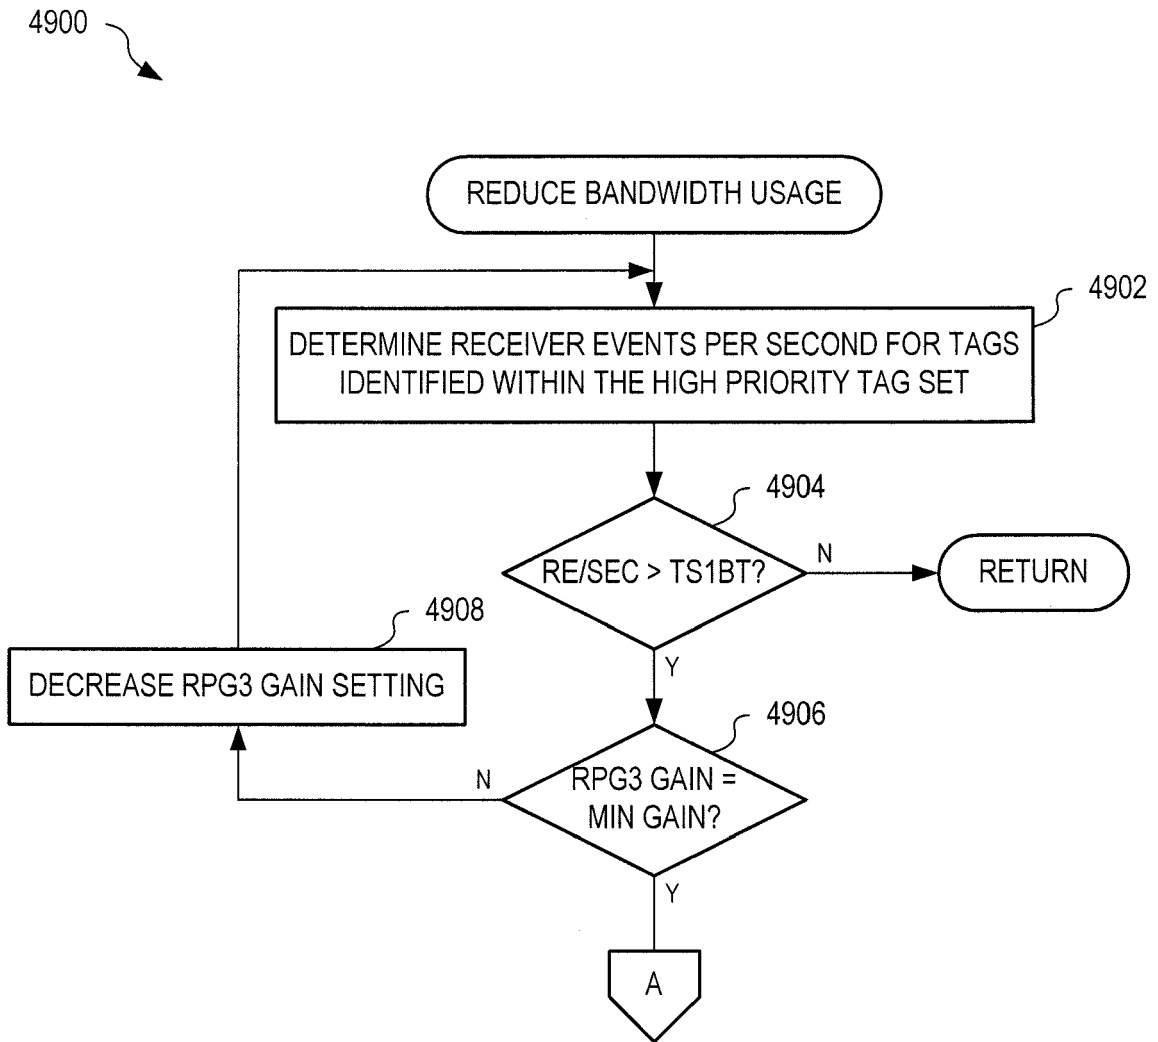 4900
REDUCE BANDWIDTH USAGE
4902
DETERMINE RECEIVER EVENTS PER SECOND FOR TAGS
IDENTIFIED WITHIN THE HIGH PRIORITY TAG SET
4904
RE/SEC > TS1BT?
N
RETURN
Y
4908
DECREASE RPG3 GAIN SETTING
4906
RPG3 GAIN =
MIN GAIN?
N
Y
A